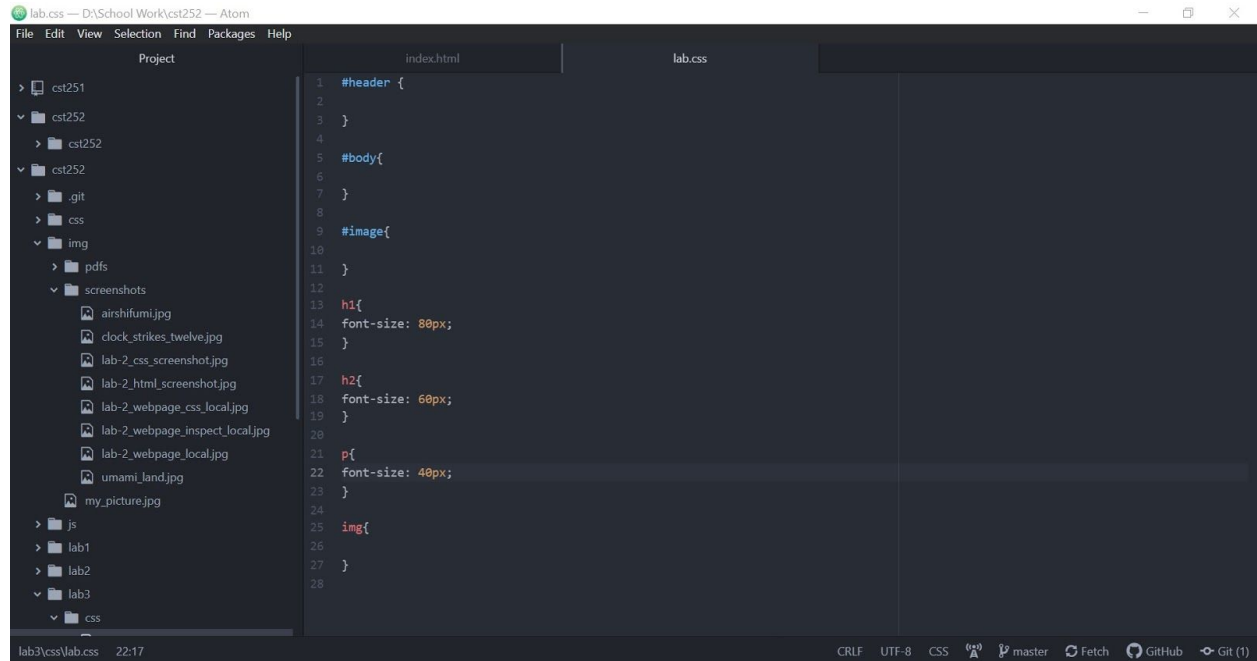 lab.css — D:\School Work\cst252 — Atom
File Edit View Selection Find Packages Help
Project
cst251
cst252
cst252
cst252
.git
css
img
pdfs
screenshots
airshifumi.jpg
clock_strikes_twelve.jpg
lab-2_css_screenshot.jpg
lab-2_html_screenshot.jpg
lab-2_webpage_css_local.jpg
lab-2_webpage_inspect_local.jpg
lab-2_webpage_local.jpg
umami_land.jpg
my_picture.jpg
js
lab1
lab2
lab3
css
index.html lab.css
1 #header {
2
3 }
4
5 #body{
6
7 }
8
9 #image{
10
11 }
12
13 h1{
14 font-size: 80px;
15 }
16
17 h2{
18 font-size: 60px;
19 }
20
21 p{
22 font-size: 40px;
23 }
24
25 img{
26
27 }
28
lab3\css\lab.css 22:17 CRLF UTF-8 CSS master Fetch GitHub Git (1)